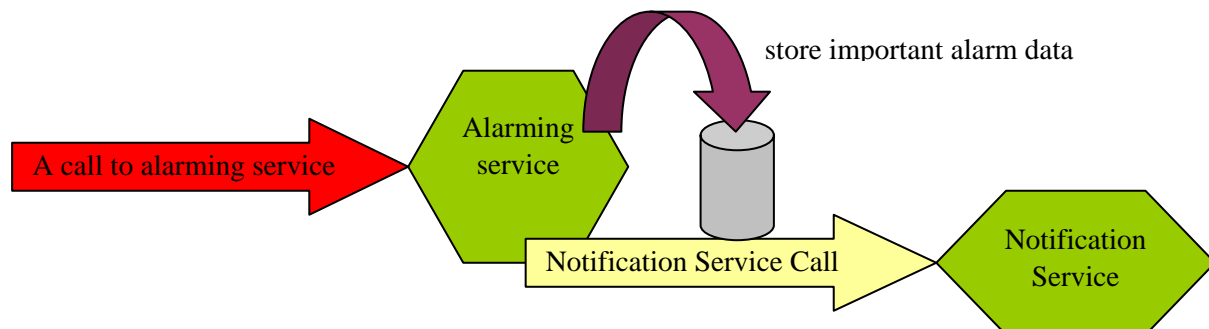 store important alarm data
A call to alarming service
Alarming
service
Notification Service Call
Notification
Service